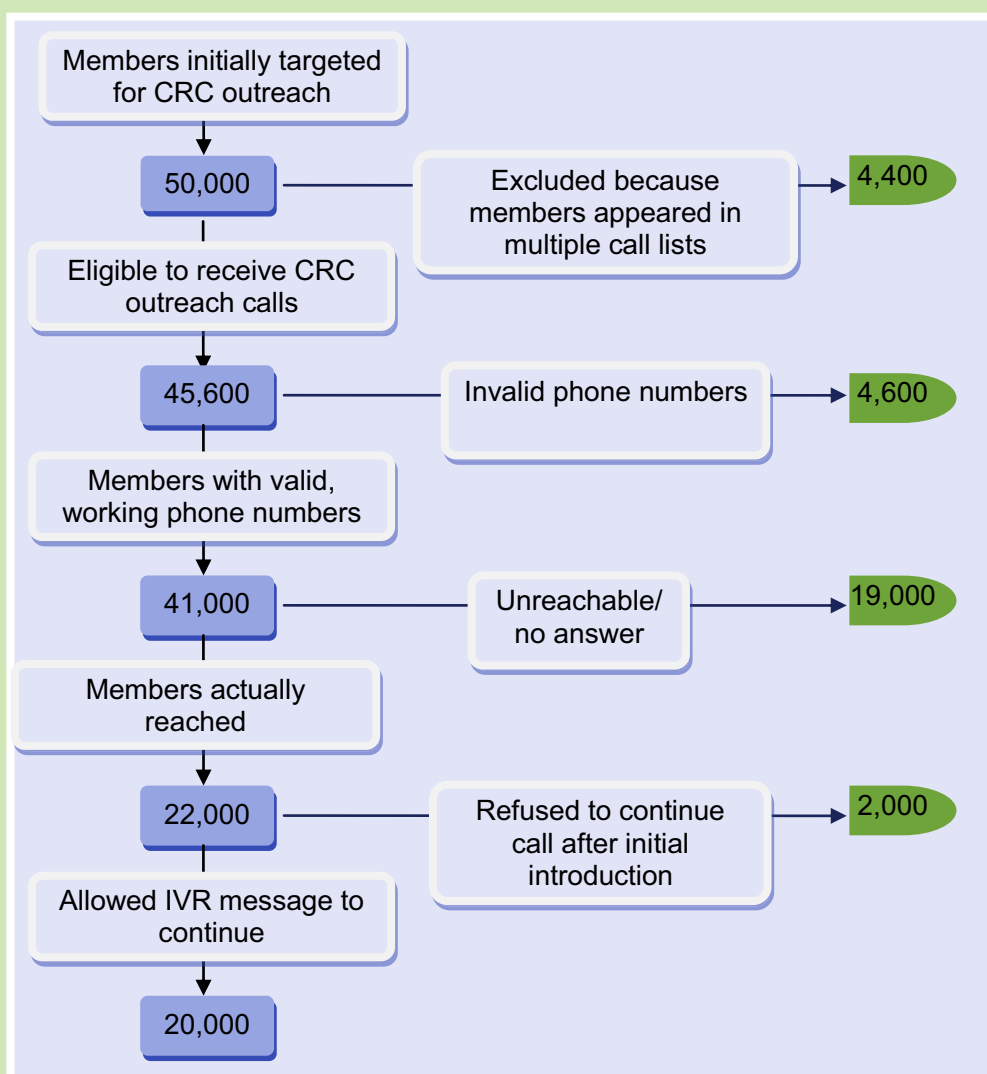 Members initially targeted
for CRC outreach
50,000
Excluded because
members appeared in
multiple call lists
4,400
Eligible to receive CRC
outreach calls
45,600
Invalid phone numbers
4,600
Members with valid,
working phone numbers
41,000
Unreachable/
no answer
19,000
Members actually
reached
22,000
Refused to continue
call after initial
introduction
2,000
Allowed IVR message to
continue
20,000